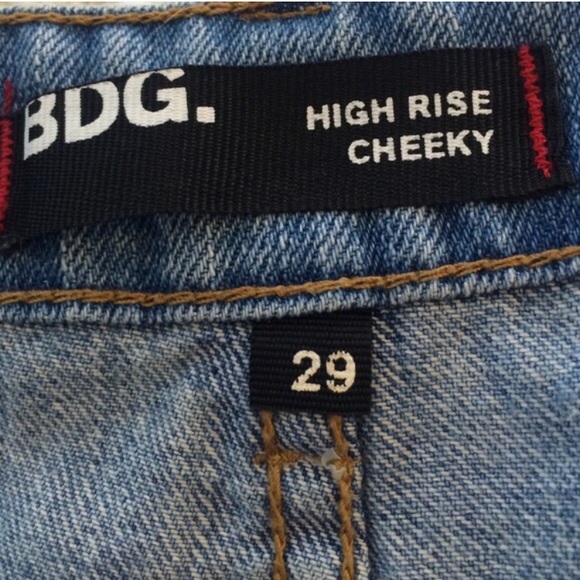 BDG.
HIGH RISE
CHEEKY
29